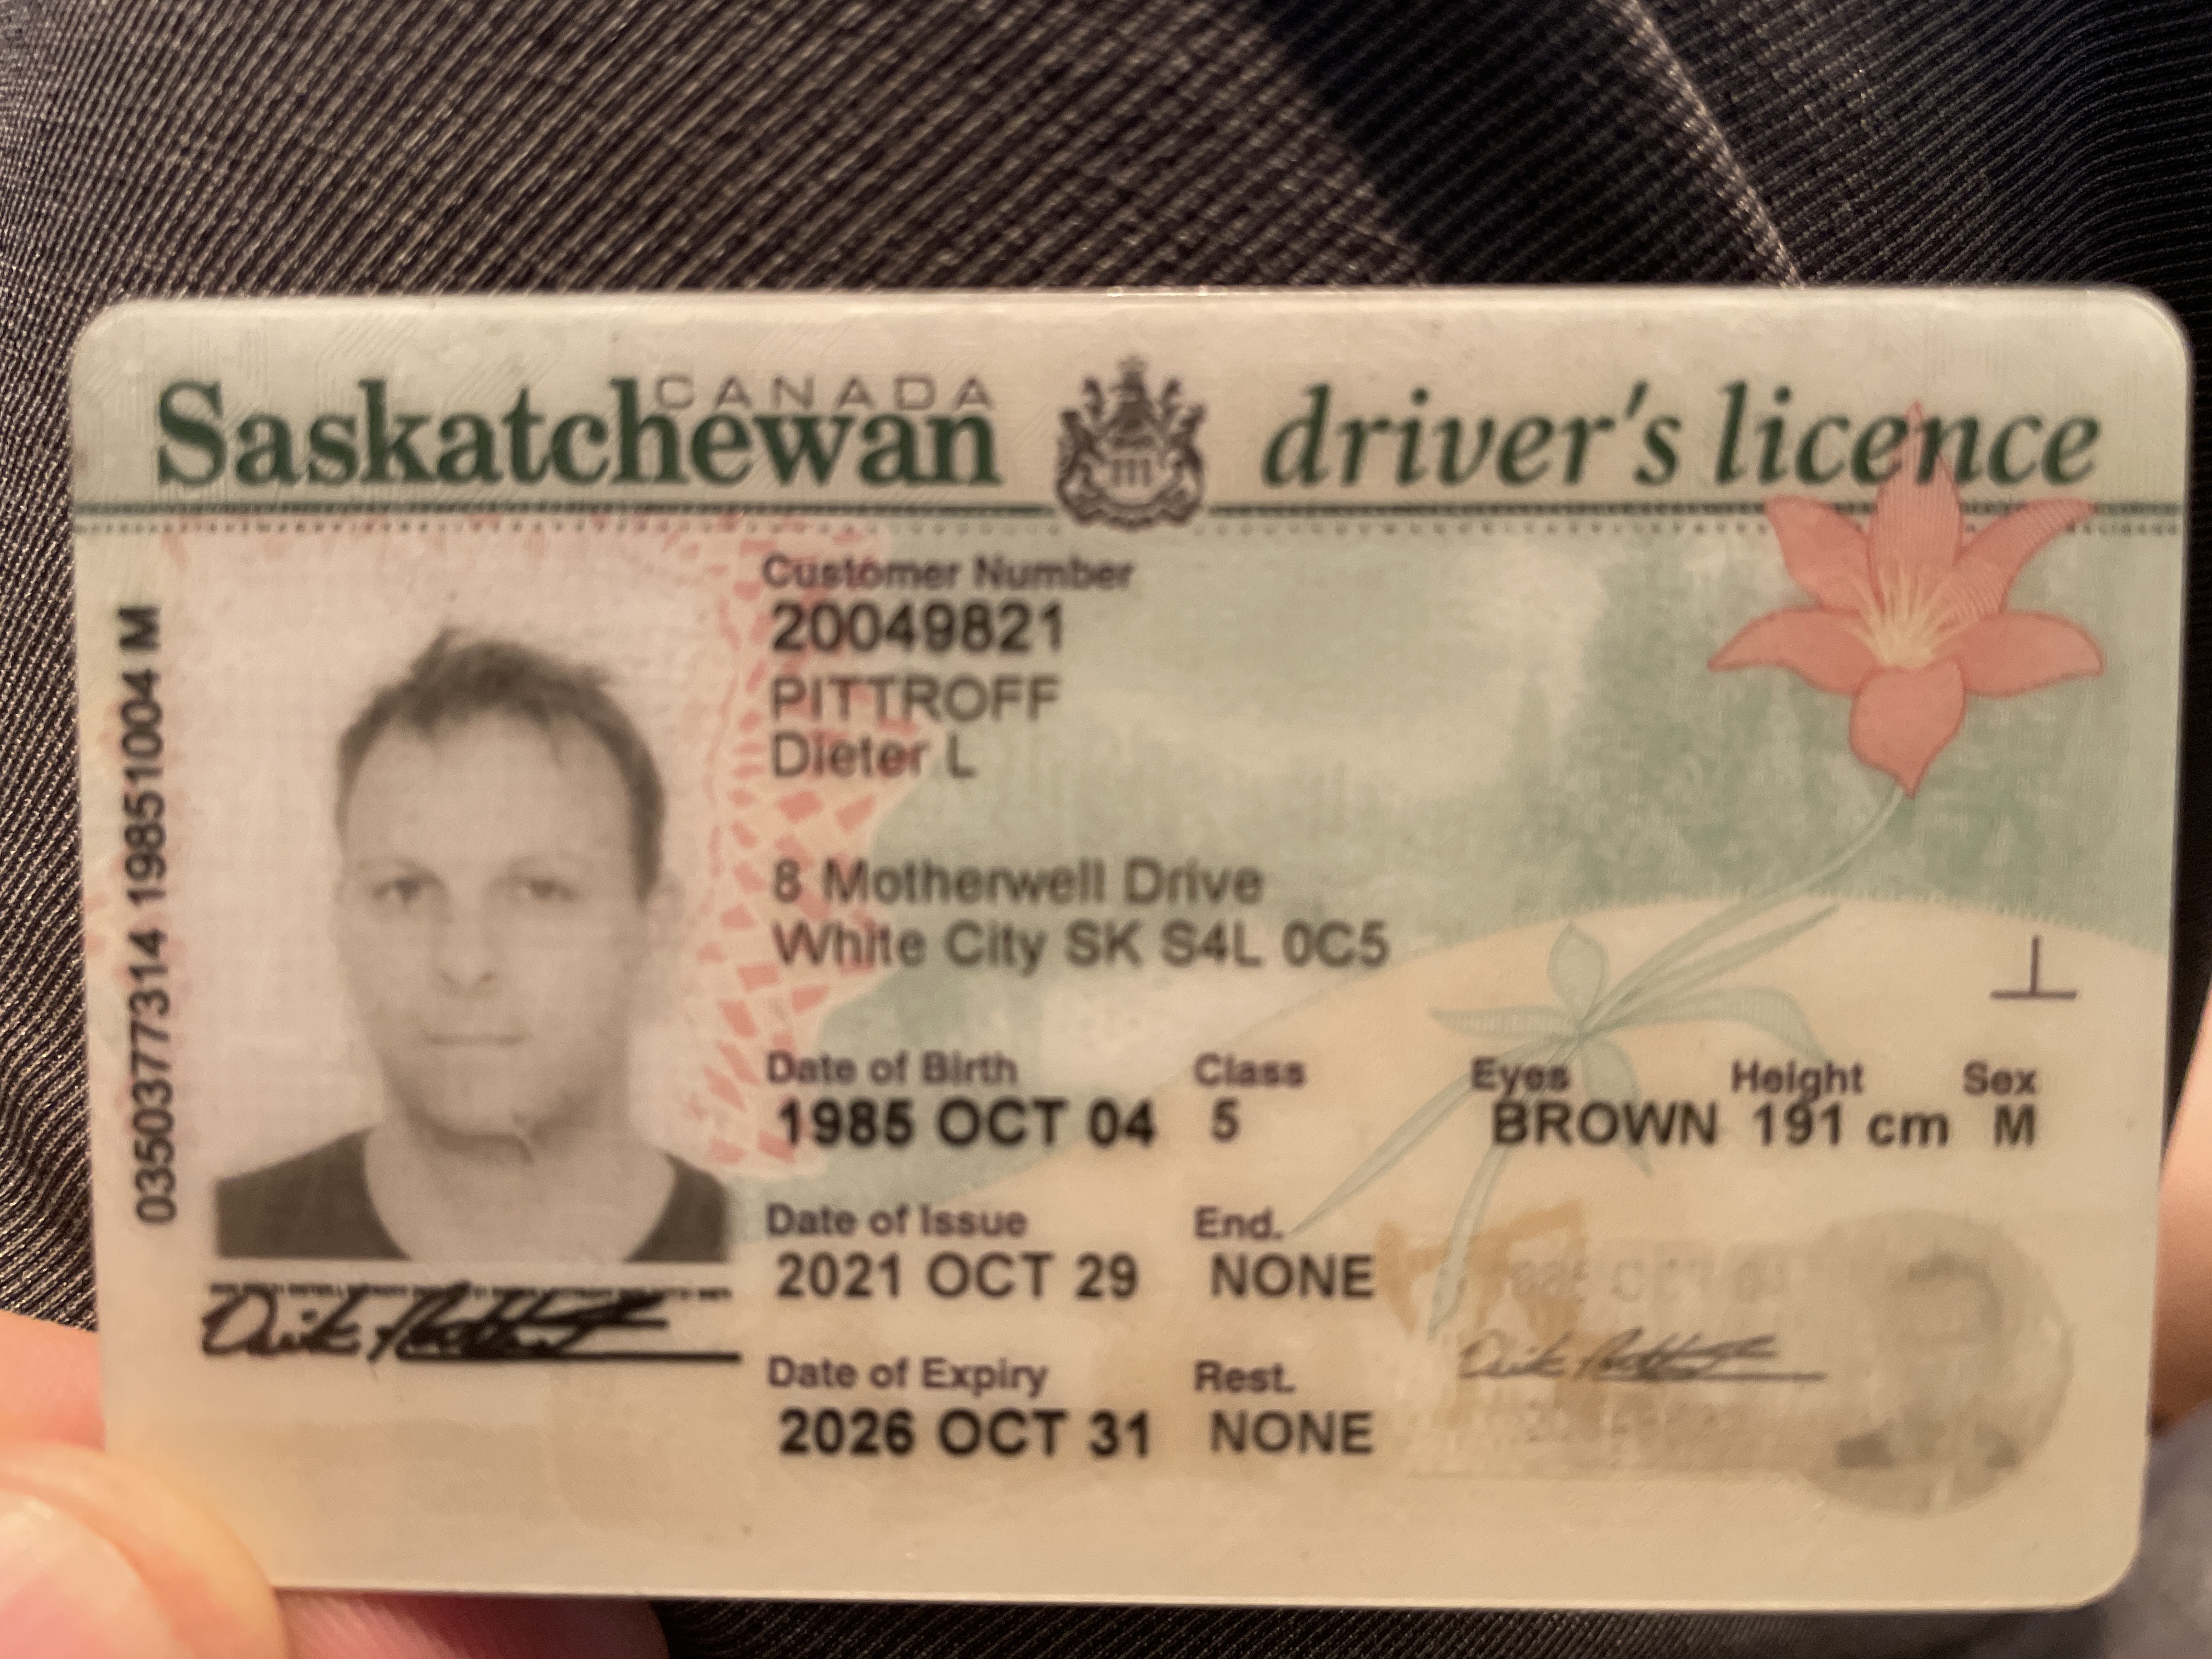 CANADA
Saskatchewan driver's licence
Customer Number
20049821
PITTROFF
Dieter L
8 Motherwell Drive
White City SK S4L 0C5
Date of Birth Class Eyes Height Sex
1985 OCT 04 5 BROWN 191 cm M
Date of Issue End.
2021 OCT 29 NONE
Date of Expiry Rest.
2026 OCT 31 NONE
0350377314 19851004 M